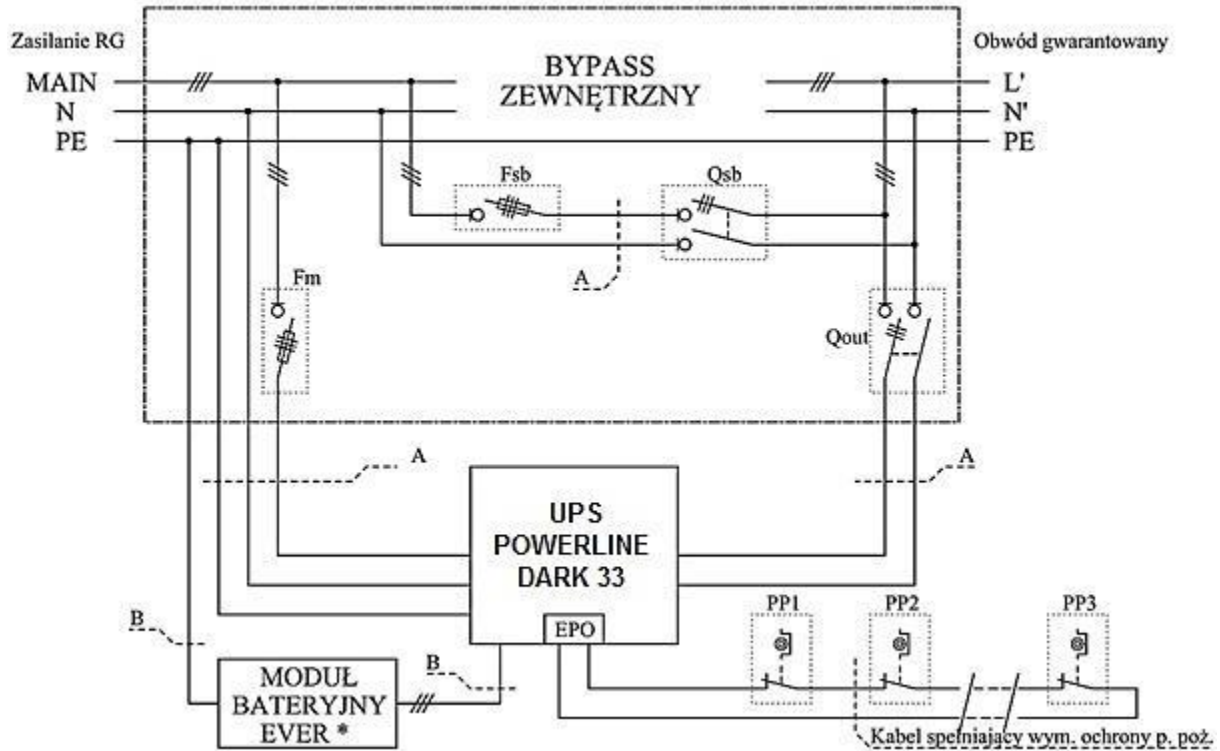 Zasilanie RG
Obwód gwarantowany
BYPASS
ZEWNĘTRZNY
MAIN
L'
N
N'
PE
PE
Fsb
Qsb
A
Fm
Qout
A
A
UPS
POWERLINE
DARK 33
EPO
PP1
PP2
PP3
B
B
MODUŁ
BATERYJNY
EVER *
Kabel spełniający wym. ochrony p. poż.